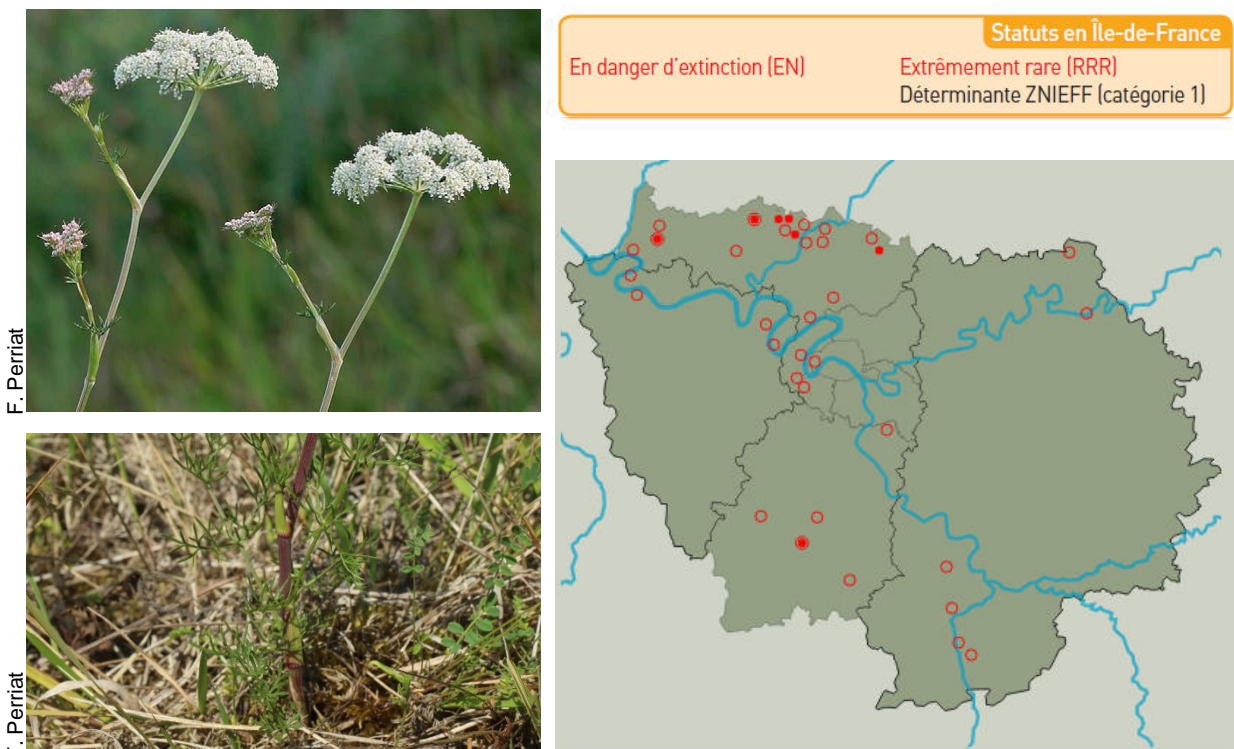 F. Perriat
Statuts en Île-de-France
En danger d'extinction (EN)
Extrêmement rare (RRR)
Déterminante ZNIEFF (catégorie 1)
Perriat